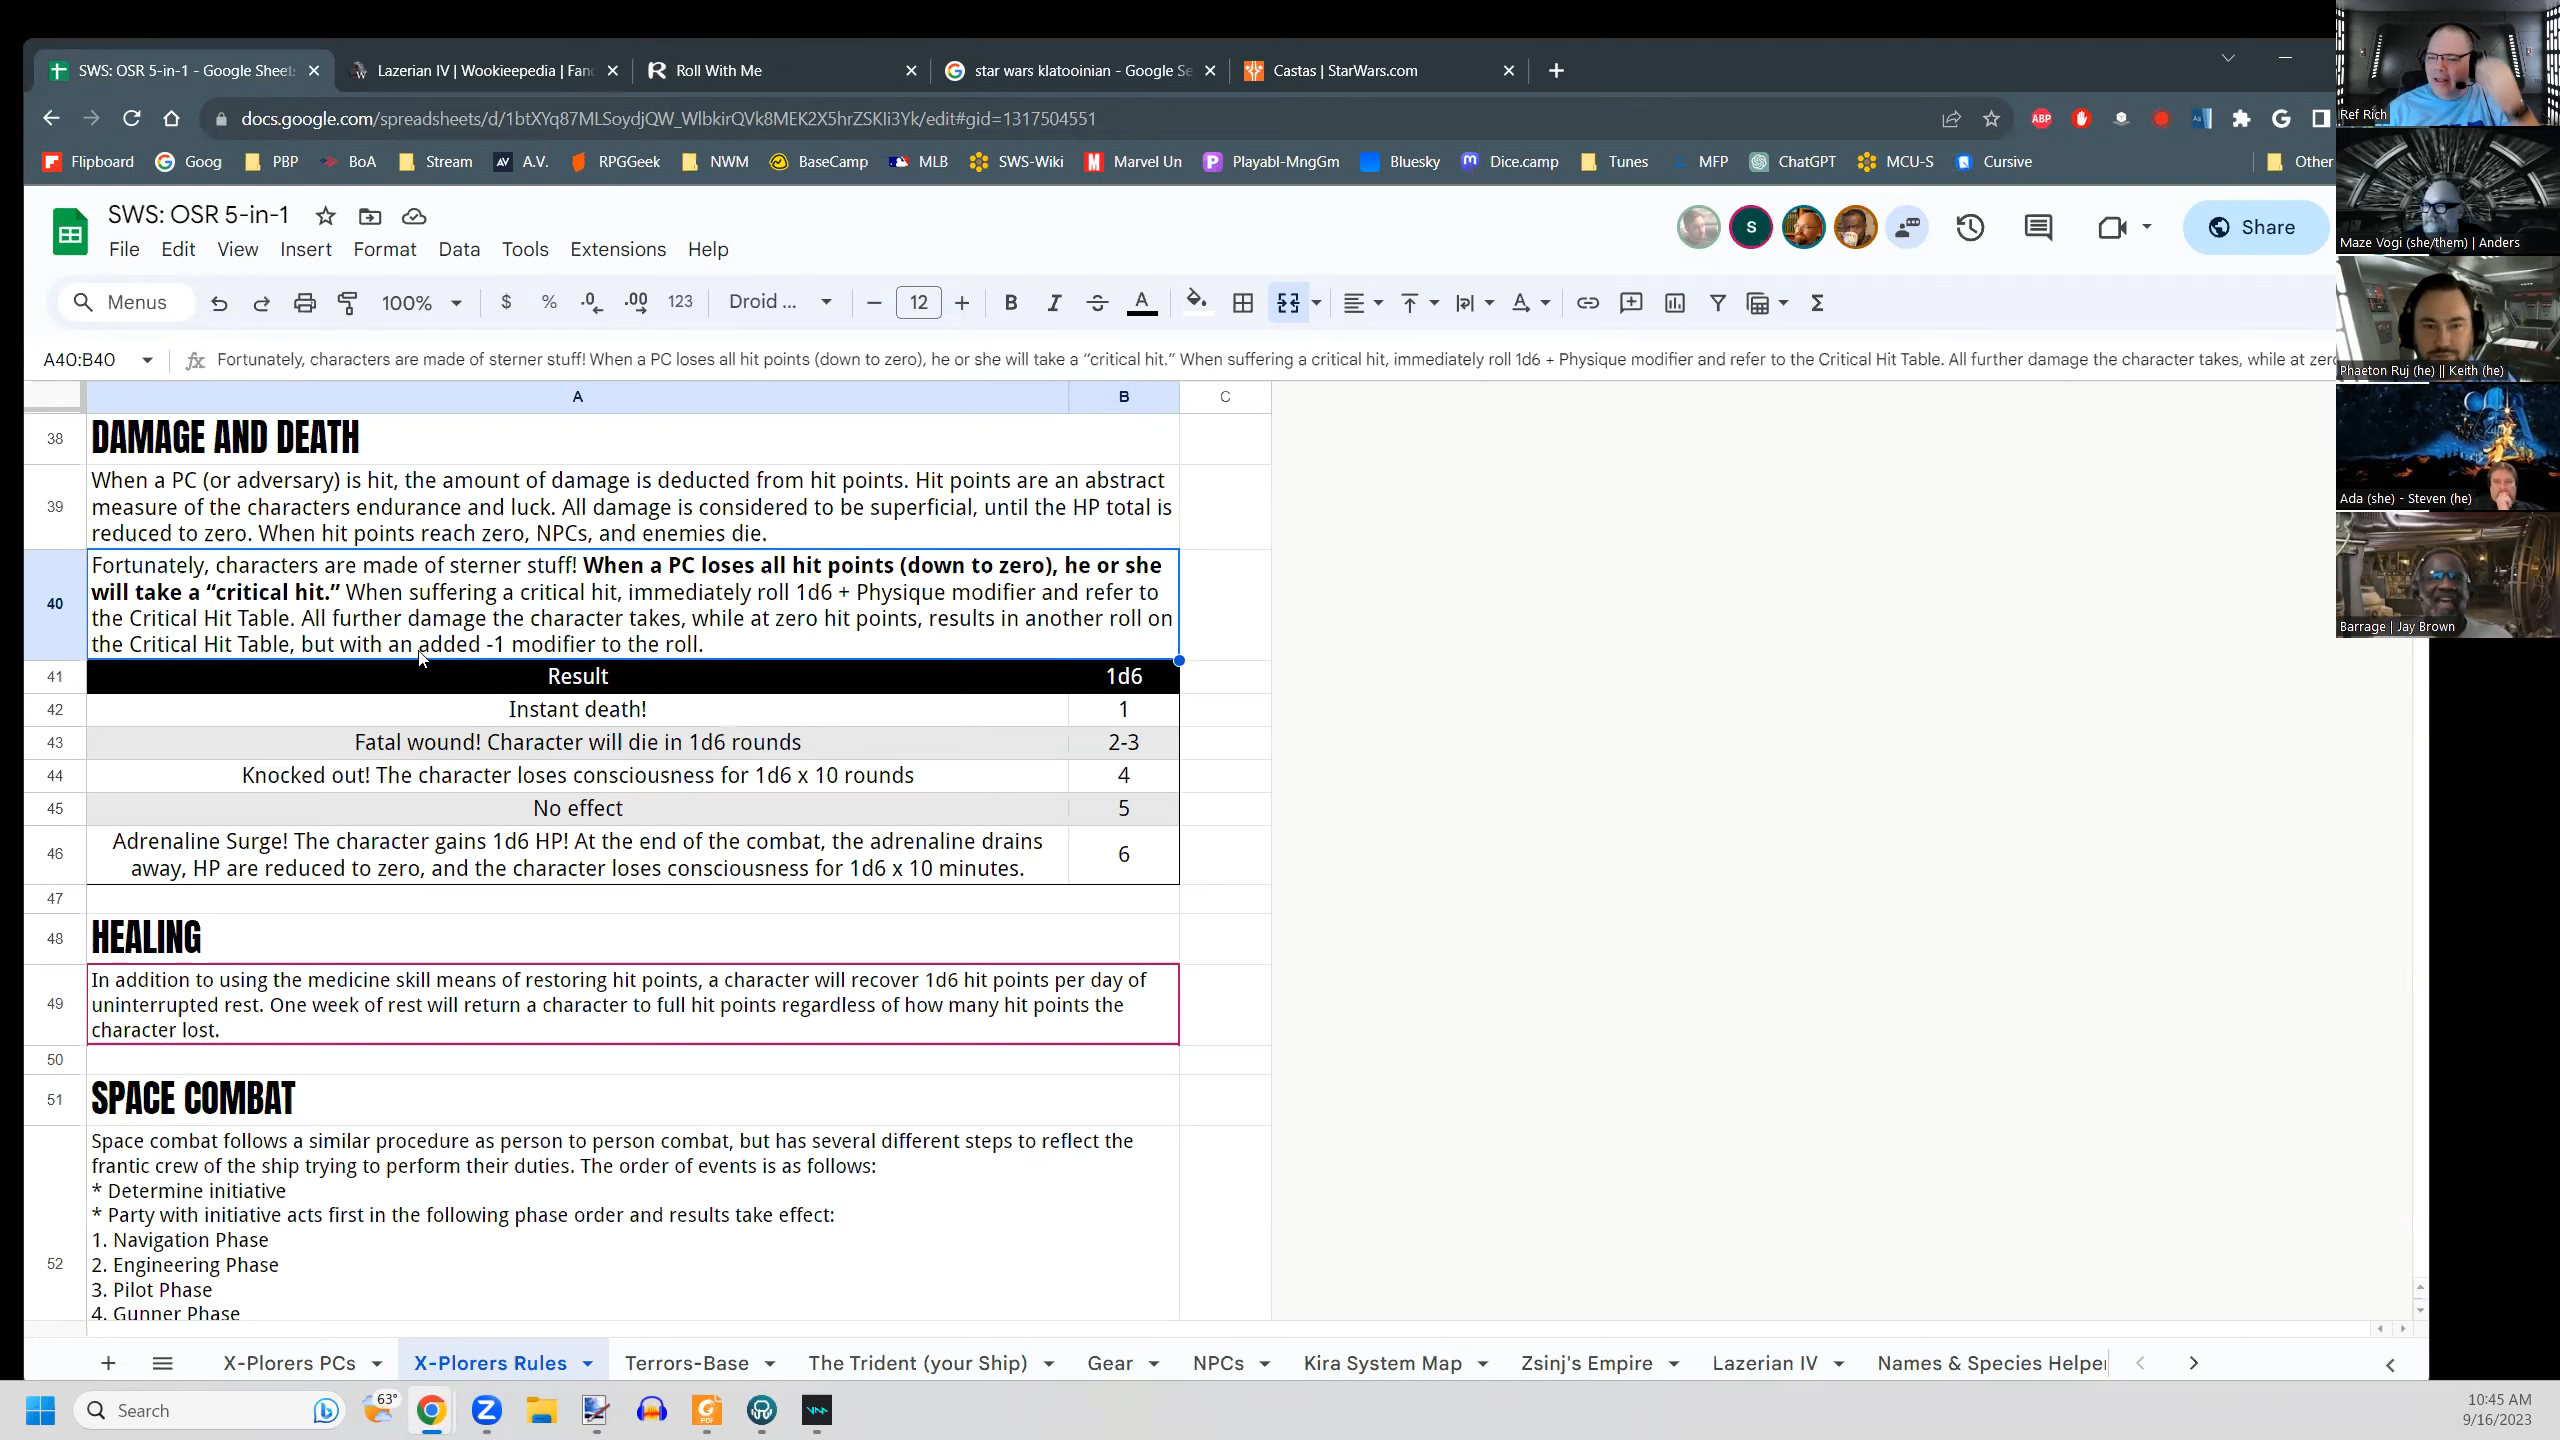 SWS: OSR 5-in-1 - Google Sheets
Lazerian IV | Wookieepedia | Fand
Roll With Me
star wars klatooinian - Google Se
Castas | StarWars.com
docs.google.com/spreadsheets/d/1btXYq87MLSoydjQW_WlbkirQVk8MEK2X5hrZSKIi3Yk/edit#gid=1317504551
Flipboard
Goog
PBP
BoA
Stream
A.V.
RPGGeek
NWM
BaseCamp
MLB
SWS-Wiki
Marvel Un
Playabl-MngGm
Bluesky
Dice.camp
Tunes
MFP
ChatGPT
MCU-S
Cursive
Other
SWS: OSR 5-in-1
File Edit View Insert Format Data Tools Extensions Help
S
Share
Menus
100%
$ % .0 .00 123
Droid ...
12
A40:B40
Fortunately, characters are made of sterner stuff! When a PC loses all hit points (down to zero), he or she will take a “critical hit.” When suffering a critical hit, immediately roll 1d6 + Physique modifier and refer to the Critical Hit Table. All further damage the character takes, while at zero
A B C
38 DAMAGE AND DEATH
39
When a PC (or adversary) is hit, the amount of damage is deducted from hit points. Hit points are an abstract
measure of the characters endurance and luck. All damage is considered to be superficial, until the HP total is
reduced to zero. When hit points reach zero, NPCs, and enemies die.
40
Fortunately, characters are made of sterner stuff! When a PC loses all hit points (down to zero), he or she
will take a “critical hit.” When suffering a critical hit, immediately roll 1d6 + Physique modifier and refer to
the Critical Hit Table. All further damage the character takes, while at zero hit points, results in another roll on
the Critical Hit Table, but with an added -1 modifier to the roll.
41 Result 1d6
42 Instant death! 1
43 Fatal wound! Character will die in 1d6 rounds 2-3
44 Knocked out! The character loses consciousness for 1d6 x 10 rounds 4
45 No effect 5
46
Adrenaline Surge! The character gains 1d6 HP! At the end of the combat, the adrenaline drains
away, HP are reduced to zero, and the character loses consciousness for 1d6 x 10 minutes.
6
47
48 HEALING
49
In addition to using the medicine skill means of restoring hit points, a character will recover 1d6 hit points per day of
uninterrupted rest. One week of rest will return a character to full hit points regardless of how many hit points the
character lost.
50
51 SPACE COMBAT
52
Space combat follows a similar procedure as person to person combat, but has several different steps to reflect the
frantic crew of the ship trying to perform their duties. The order of events is as follows:
* Determine initiative
* Party with initiative acts first in the following phase order and results take effect:
1. Navigation Phase
2. Engineering Phase
3. Pilot Phase
4. Gunner Phase
X-Plorers PCs
X-Plorers Rules
Terrors-Base
The Trident (your Ship)
Gear
NPCs
Kira System Map
Zsinj's Empire
Lazerian IV
Names & Species Helper
Search
63°
10:45 AM
9/16/2023
Ref Rich
Maze Vogi (she/them) | Anders
Phaeton Ruj (he) || Keith (he)
Ada (she) - Steven (he)
Barrage | Jay Brown
ABP
PDF